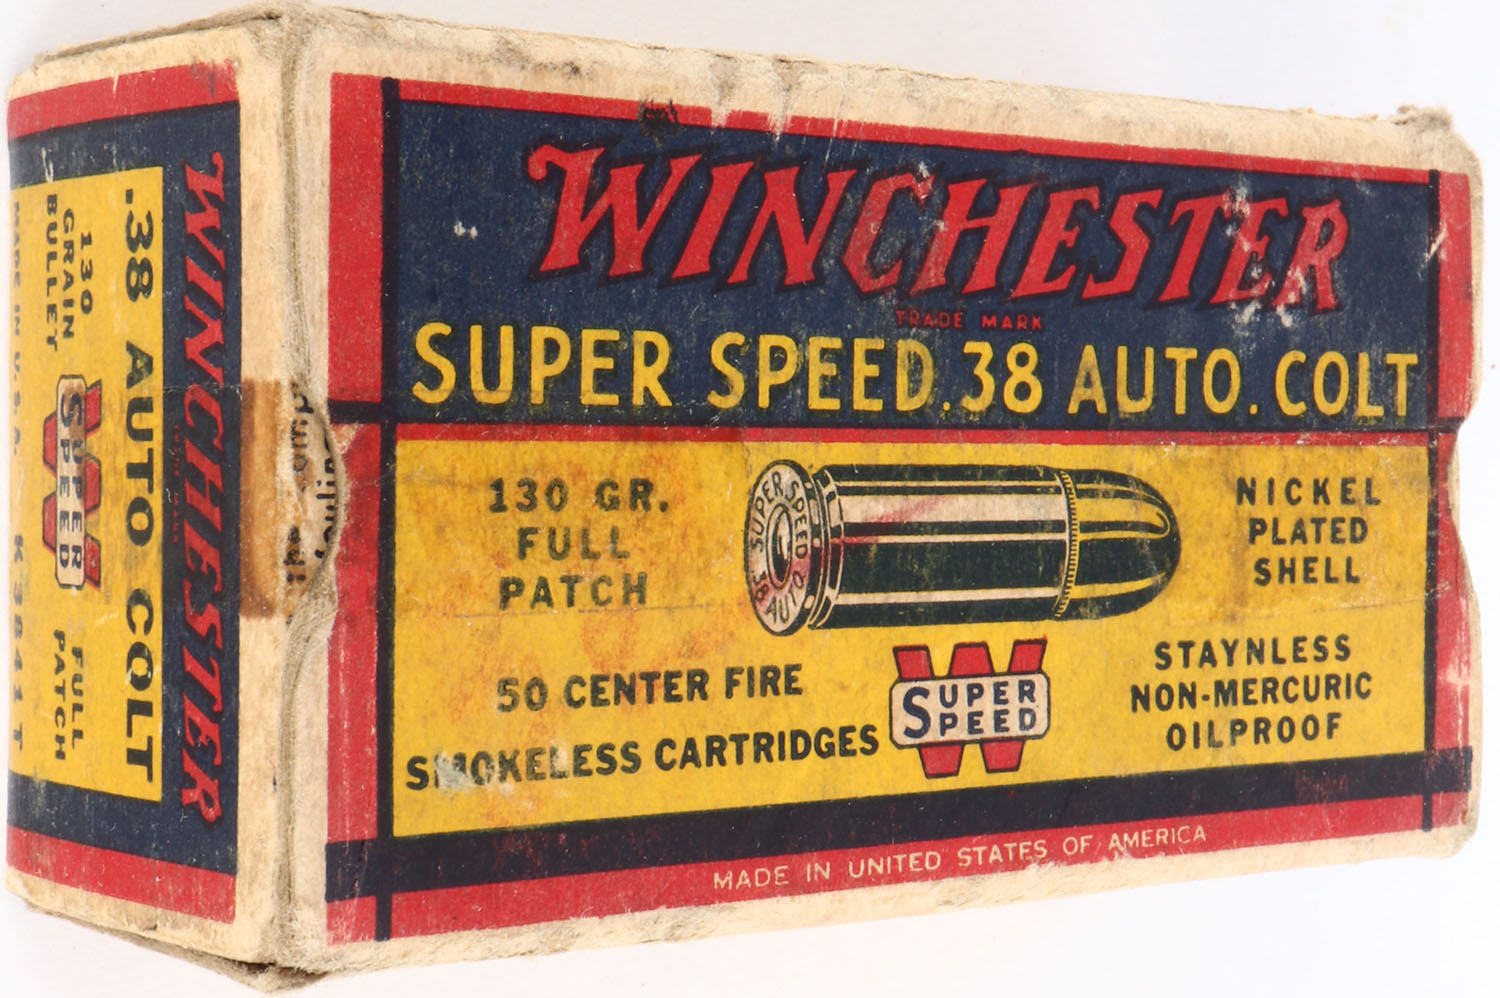 WINCHESTER
TRADE MARK
SUPER SPEED .38 AUTO. COLT
130 GR.
FULL
PATCH
SUPER SPEED
38 AUTO
NICKEL
PLATED
SHELL
50 CENTER FIRE
SMOKELESS CARTRIDGES
W
SUPER
SPEED
STAYNLESS
NON-MERCURIC
OILPROOF
MADE IN UNITED STATES OF AMERICA
WINCHESTER
.38 AUTO COLT
130
GRAIN
BULLET
W
SUPER
SPEED
FULL
PATCH
MADE IN U.S.A.
K 3841 T
the